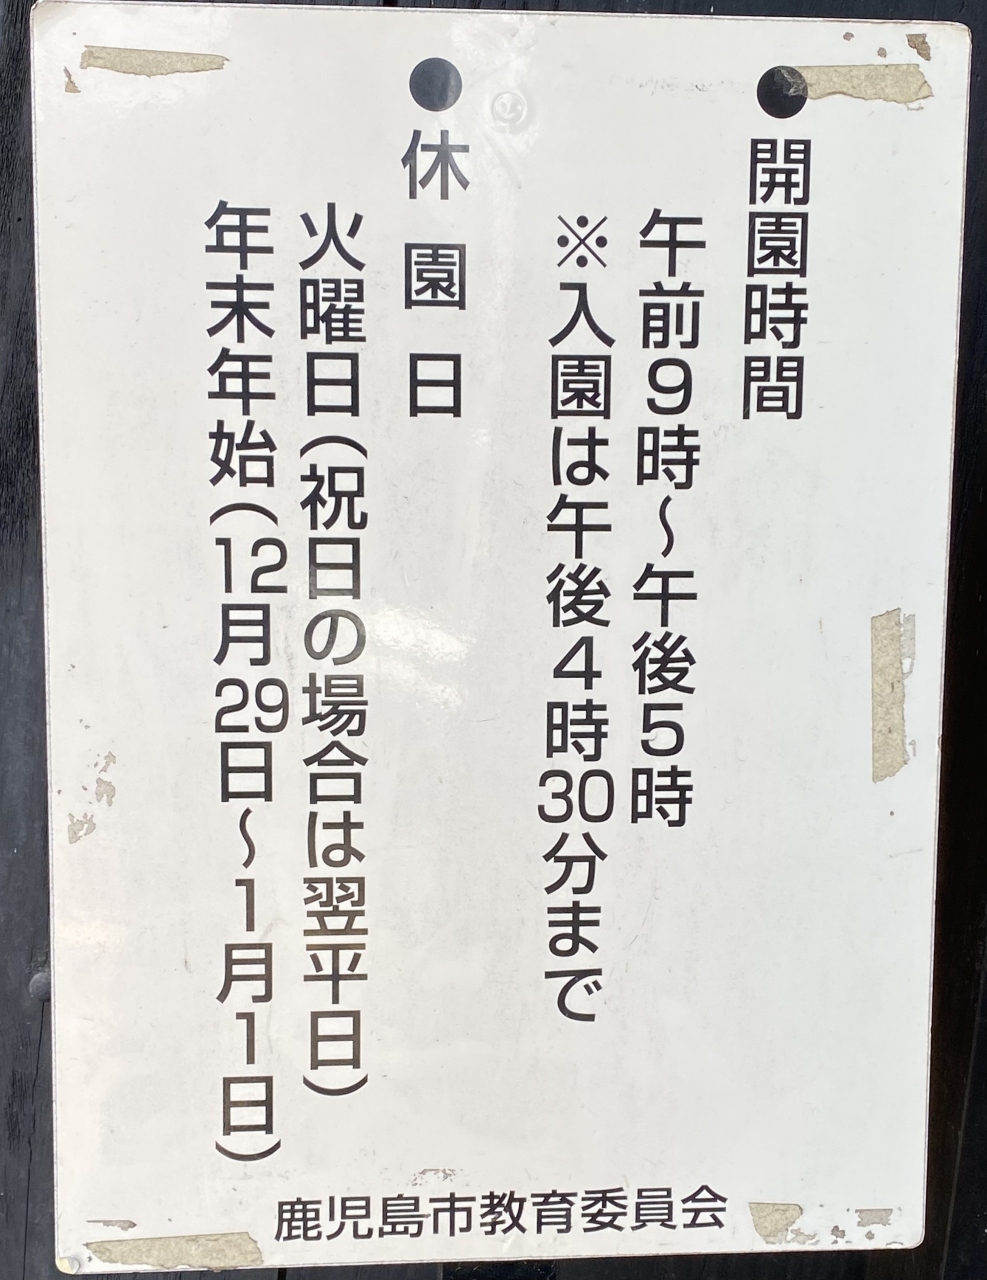 ●開園時間
午前9時～午後5時
※入園は午後4時30分まで
●休園日
火曜日(祝日の場合は翌平日)
年末年始(12月29日～1月1日)
鹿児島市教育委員会